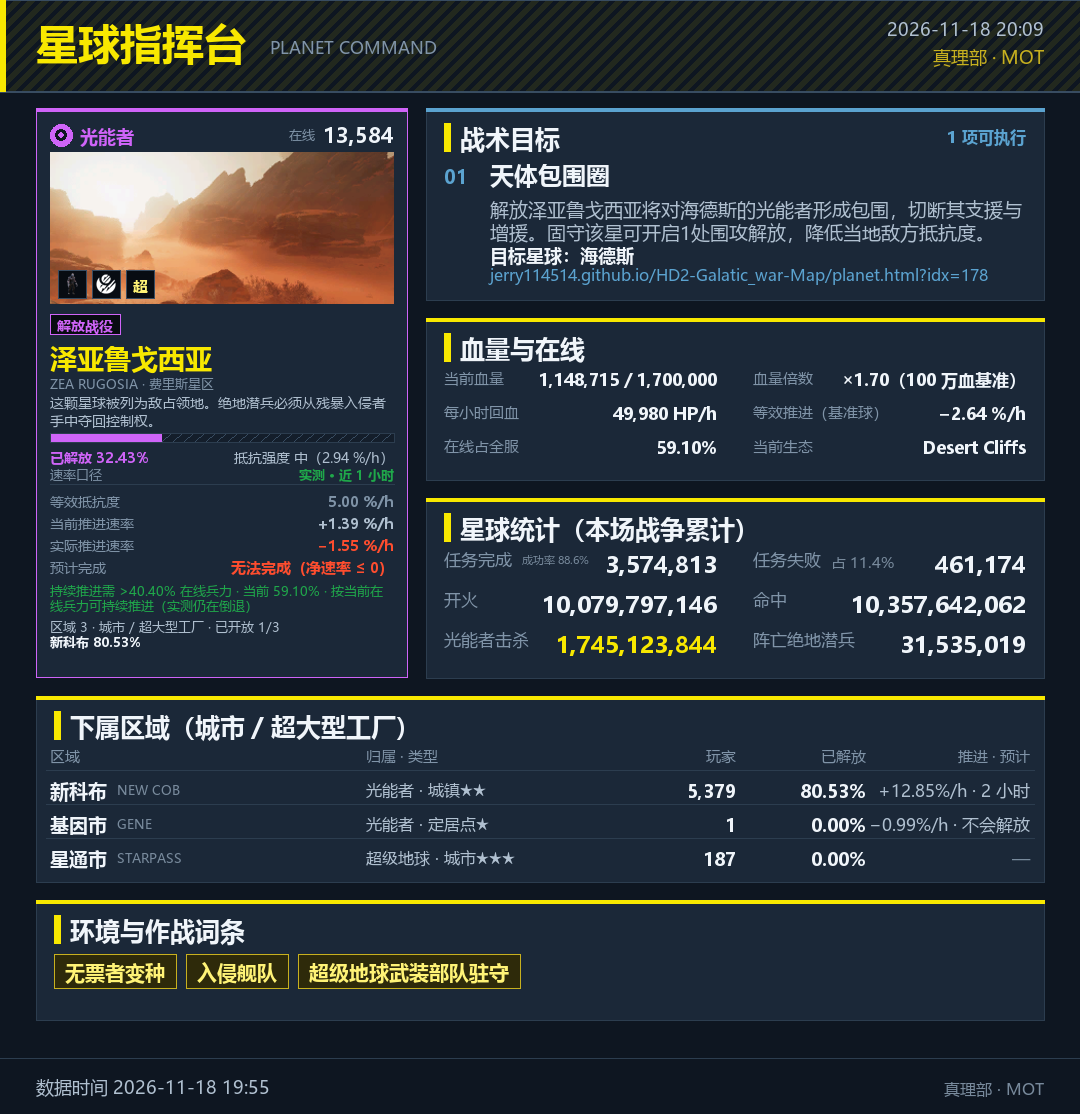 星球指挥台 PLANET COMMAND
2026-11-18 20:09
真理部 · MOT
光能者 在线 13,584
超
解放战役
泽亚鲁戈西亚
ZEA RUGOSIA · 费里斯星区
这颗星球被列为敌占领地。绝地潜兵必须从残暴入侵者
手中夺回控制权。
已解放 32.43% 抵抗强度 中（2.94 %/h）
速率口径 实测 • 近 1 小时
等效抵抗度 5.00 %/h
当前推进速率 +1.39 %/h
实际推进速率 −1.55 %/h
预计完成 无法完成（净速率 ≤ 0）
持续推进需 >40.40% 在线兵力 · 当前 59.10% · 按当前在
线兵力可持续推进（实测仍在倒退）
区域 3 · 城市 / 超大型工厂 · 已开放 1/3
新科布 80.53%
战术目标 1 项可执行
01 天体包围圈
解放泽亚鲁戈西亚将对海德斯的光能者形成包围，切断其支援与
增援。固守该星可开启1处围攻解放，降低当地敌方抵抗度。
目标星球：海德斯
jerry114514.github.io/HD2-Galatic_war-Map/planet.html?idx=178
血量与在线
当前血量 1,148,715 / 1,700,000 血量倍数 ×1.70（100 万血基准）
每小时回血 49,980 HP/h 等效推进（基准球） −2.64 %/h
在线占全服 59.10% 当前生态 Desert Cliffs
星球统计（本场战争累计）
任务完成 成功率 88.6% 3,574,813 任务失败 占 11.4% 461,174
开火 10,079,797,146 命中 10,357,642,062
光能者击杀 1,745,123,844 阵亡绝地潜兵 31,535,019
下属区域（城市 / 超大型工厂）
区域 归属 · 类型 玩家 已解放 推进 · 预计
新科布 NEW COB 光能者 · 城镇★★ 5,379 80.53% +12.85%/h · 2 小时
基因市 GENE 光能者 · 定居点★ 1 0.00% −0.99%/h · 不会解放
星通市 STARPASS 超级地球 · 城市★★★ 187 0.00% —
环境与作战词条
无票者变种 入侵舰队 超级地球武装部队驻守
数据时间 2026-11-18 19:55 真理部 · MOT